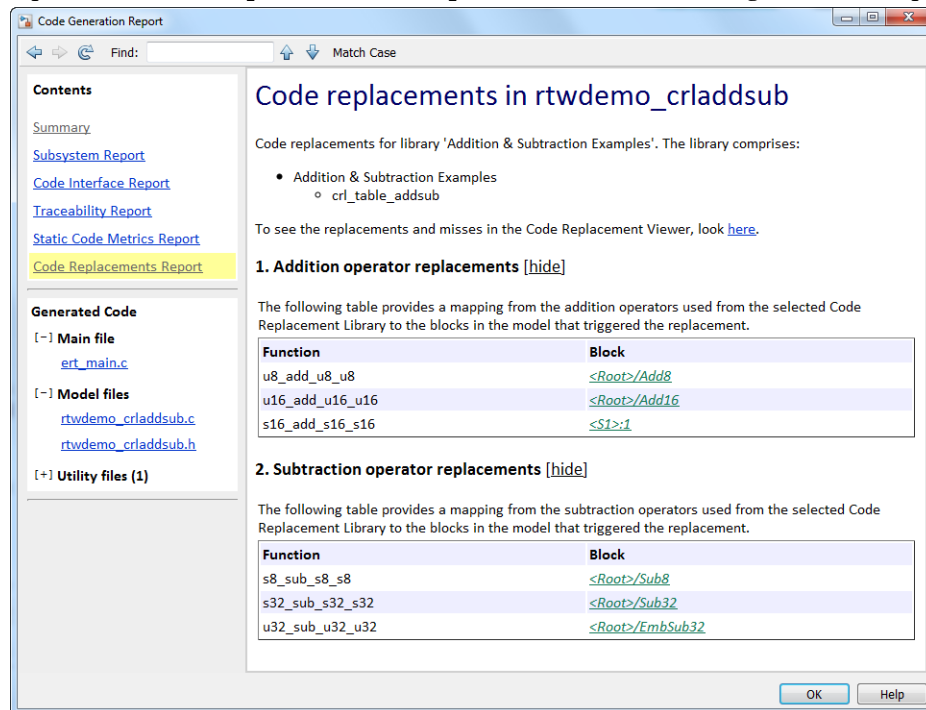 Code Generation Report
Find:
Match Case
Contents
Summary
Subsystem Report
Code Interface Report
Traceability Report
Static Code Metrics Report
Code Replacements Report
Generated Code
[-] Main file
ert_main.c
[-] Model files
rtwdemo_crladdsub.c
rtwdemo_crladdsub.h
[+] Utility files (1)
Code replacements in rtwdemo_crladdsub
Code replacements for library 'Addition & Subtraction Examples'. The library comprises:
• Addition & Subtraction Examples
○ crl_table_addsub
To see the replacements and misses in the Code Replacement Viewer, look here.
1. Addition operator replacements [hide]
The following table provides a mapping from the addition operators used from the selected Code
Replacement Library to the blocks in the model that triggered the replacement.
Function Block
u8_add_u8_u8 <Root>/Add8
u16_add_u16_u16 <Root>/Add16
s16_add_s16_s16 <S1>:1
2. Subtraction operator replacements [hide]
The following table provides a mapping from the subtraction operators used from the selected Code
Replacement Library to the blocks in the model that triggered the replacement.
Function Block
s8_sub_s8_s8 <Root>/Sub8
s32_sub_s32_s32 <Root>/Sub32
u32_sub_u32_u32 <Root>/EmbSub32
OK Help